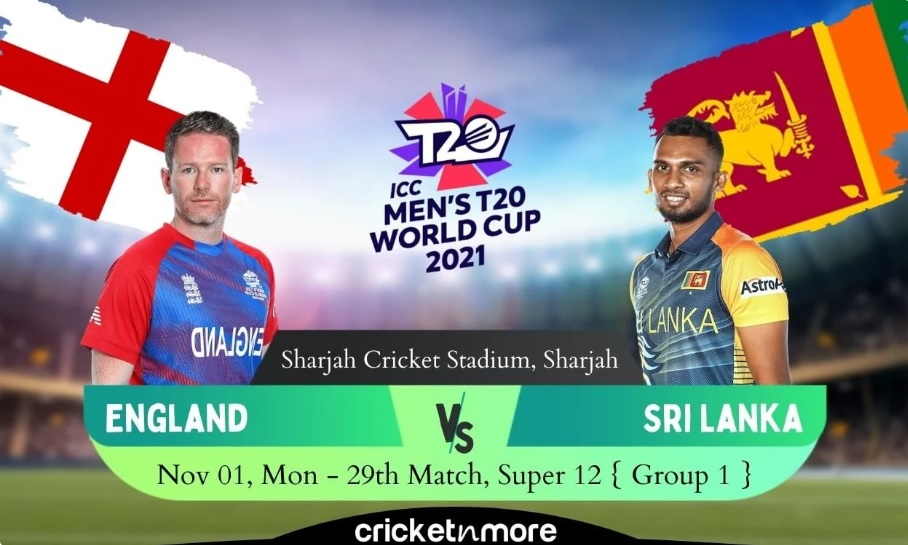 T20
ICC
MEN'S T20
WORLD CUP
2021
ENGLAND
AstroA
LANKA
Sharjah Cricket Stadium, Sharjah
ENGLAND
VS
SRI LANKA
Nov 01, Mon - 29th Match, Super 12 { Group 1 }
cricketnmore